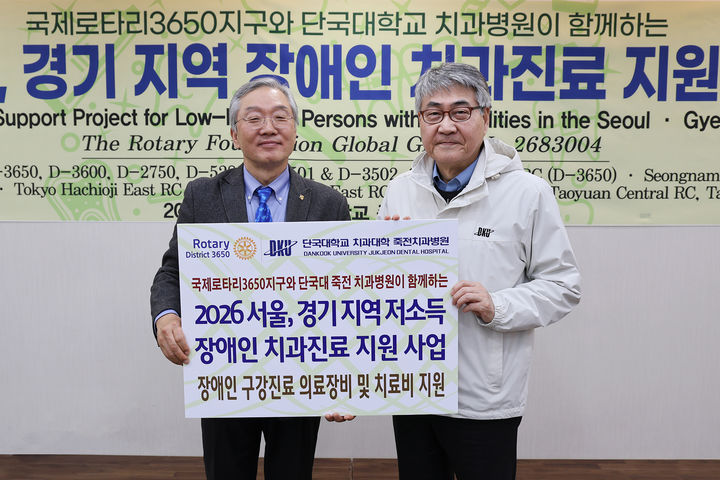 국제로타리3650지구와 단국대학교 치과병원이 함께하는
, 경기 지역 장애인 치과진료 지원
Support Project for Low- Persons with lities in the Seoul · Gye
The Rotary Fou ion Global G 2683004
-3650, D-3600, D-2750, D-52 01 & D-3502 RC (D-3650) · Seongnam
· Tokyo Hachioji East RC East RC Taoyuan Central RC, Ta
Rotary
District 3650
DKU 단국대학교 치과대학 죽전치과병원
DANKOOK UNIVERSITY JUKJEON DENTAL HOSPITAL
국제로타리3650지구와 단국대 죽전 치과병원이 함께하는
2026 서울, 경기 지역 저소득
장애인 치과진료 지원 사업
장애인 구강진료 의료장비 및 치료비 지원
DKU